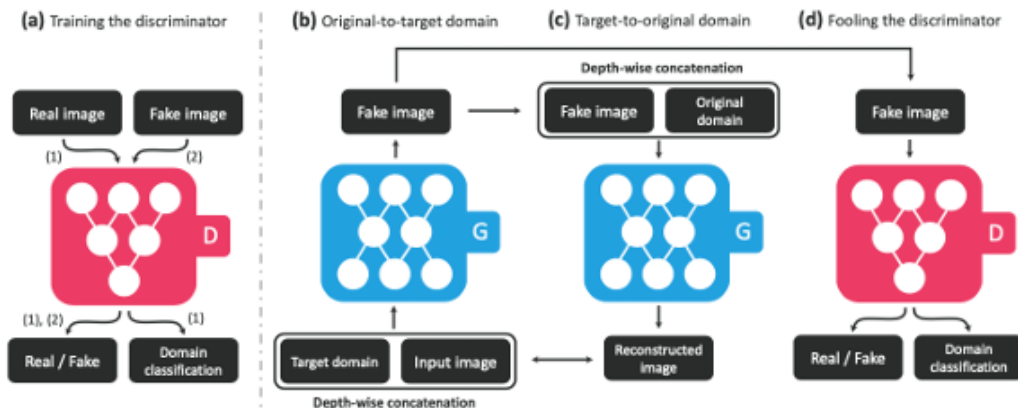 (a) Training the discriminator
(b) Original-to-target domain
(c) Target-to-original domain
(d) Fooling the discriminator
Depth-wise concatenation
Real image
Fake image
Fake image
Fake image
Original
domain
Fake image
(1)
(2)
D
G
G
D
(1), (2)
(1)
Real / Fake
Domain
classification
Target domain
Input image
Reconstructed
image
Real / Fake
Domain
classification
Depth-wise concatenation